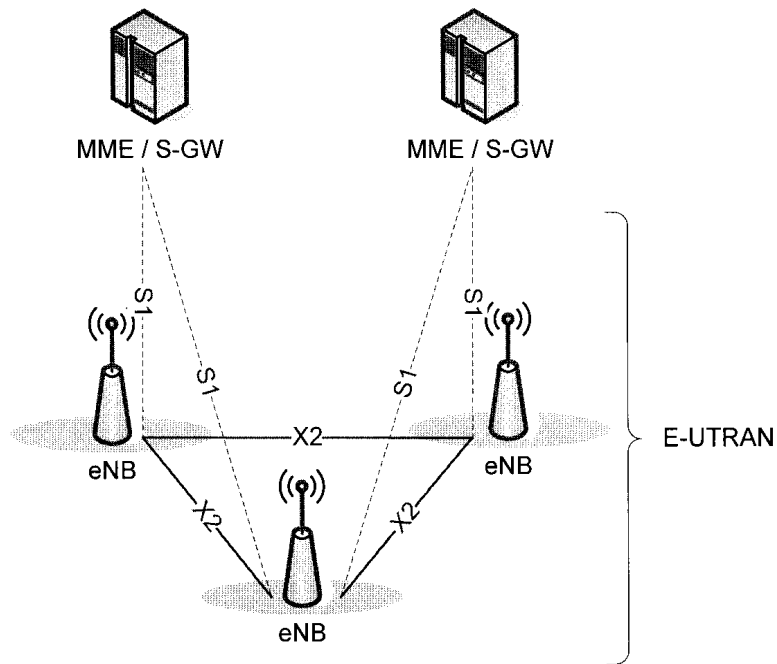 MME / S-GW
MME / S-GW
S1
S1
S1
S1
X2
eNB
eNB
E-UTRAN
X2
X2
eNB